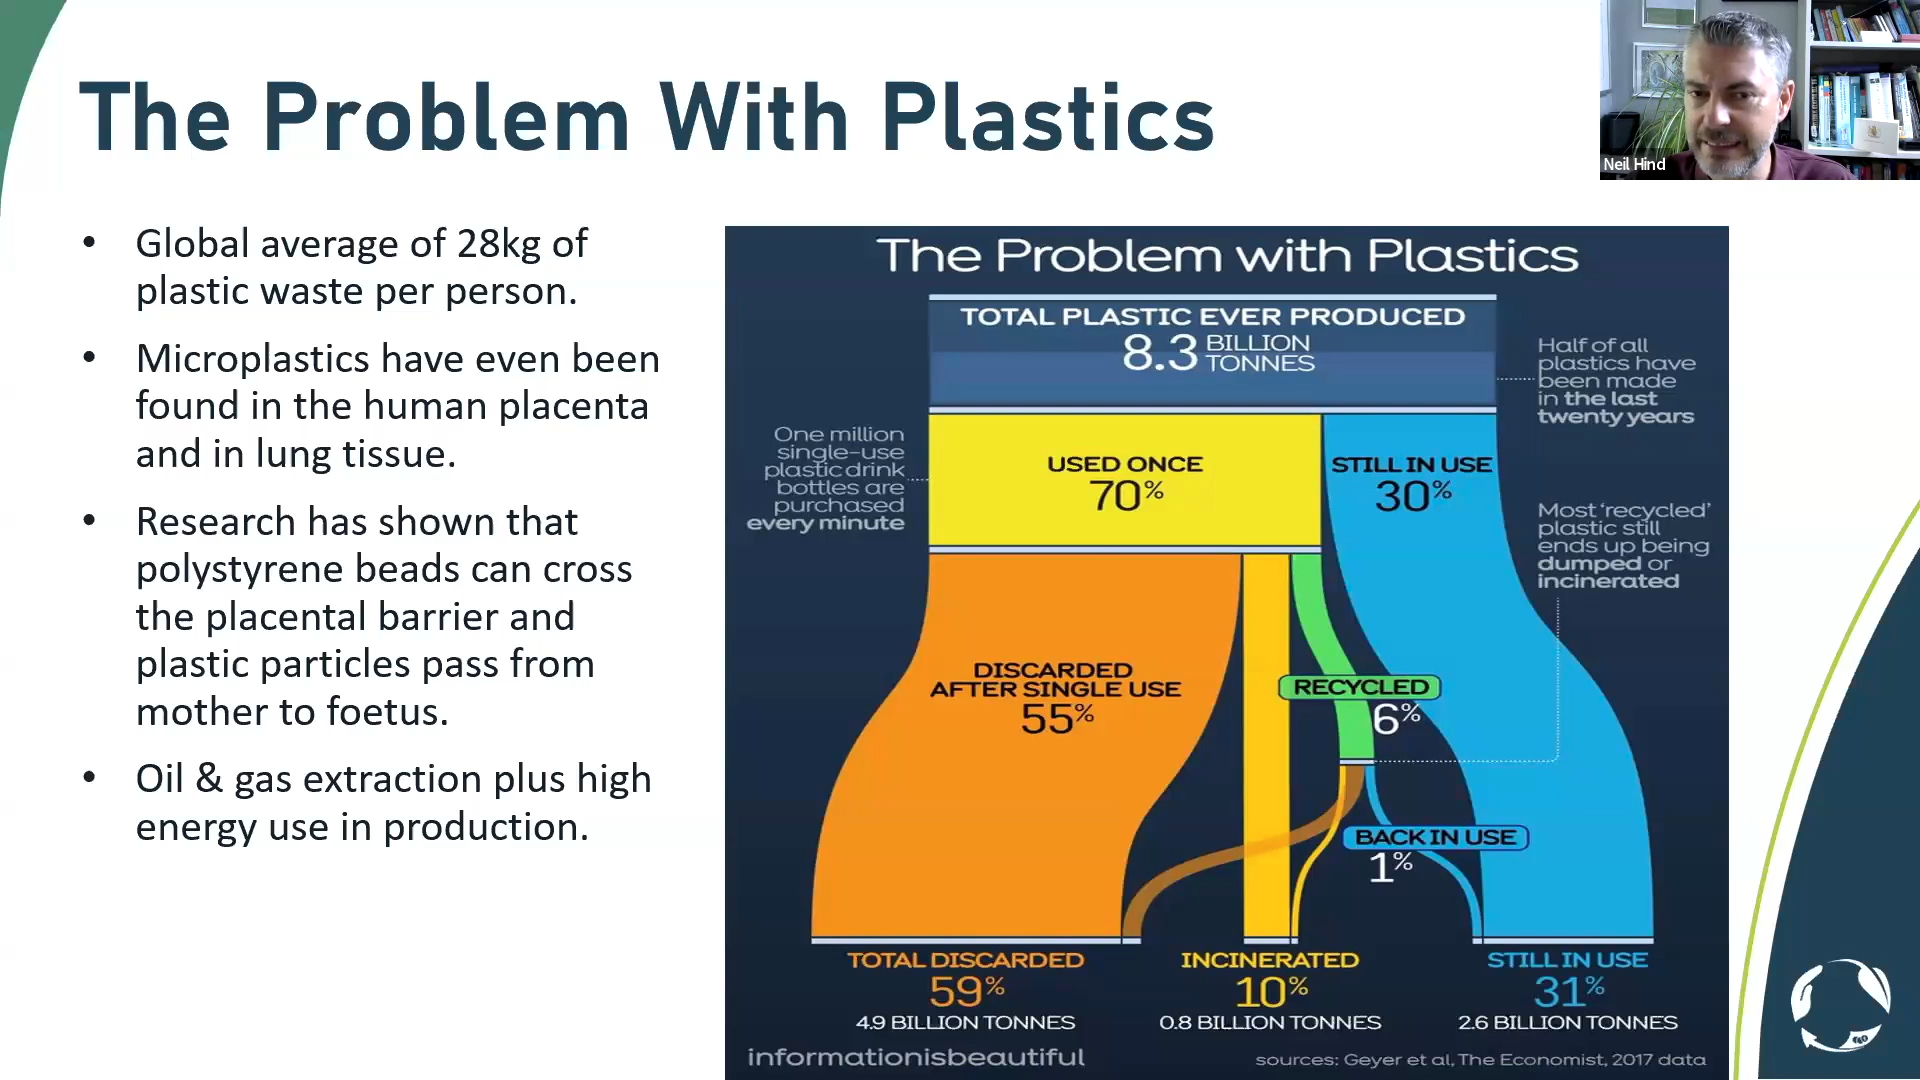 The Problem With Plastics
Neil Hind
• Global average of 28kg of
plastic waste per person.
• Microplastics have even been
found in the human placenta
and in lung tissue.
• Research has shown that
polystyrene beads can cross
the placental barrier and
plastic particles pass from
mother to foetus.
• Oil & gas extraction plus high
energy use in production.
The Problem with Plastics
TOTAL PLASTIC EVER PRODUCED
8.3 BILLION
TONNES
Half of all
plastics have
been made
in the last
twenty years
One million
single-use
plastic drink
bottles are
purchased
every minute
USED ONCE
70%
STILL IN USE
30%
Most 'recycled'
plastic still
ends up being
dumped or
incinerated
DISCARDED
AFTER SINGLE USE
55%
RECYCLED
6%
BACK IN USE
1%
TOTAL DISCARDED
59%
4.9 BILLION TONNES
INCINERATED
10%
0.8 BILLION TONNES
STILL IN USE
31%
2.6 BILLION TONNES
informationisbeautiful
sources: Geyer et al, The Economist, 2017 data